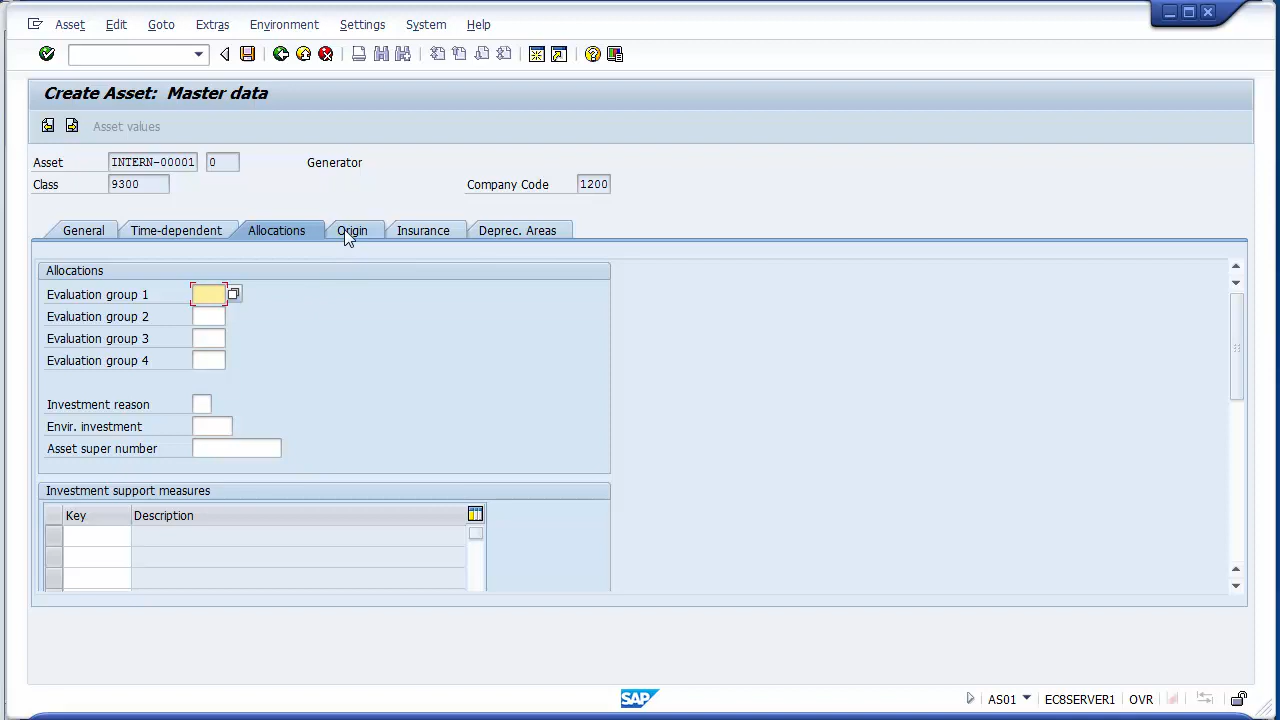 Asset Edit Goto Extras Environment Settings System Help
Create Asset: Master data
Asset values
Asset INTERN-00001 0 Generator
Class 9300 Company Code 1200
General Time-dependent Allocations Origin Insurance Deprec. Areas
Allocations
Evaluation group 1
Evaluation group 2
Evaluation group 3
Evaluation group 4
Investment reason
Envir. investment
Asset super number
Investment support measures
Key Description
SAP AS01 EC8SERVER1 OVR